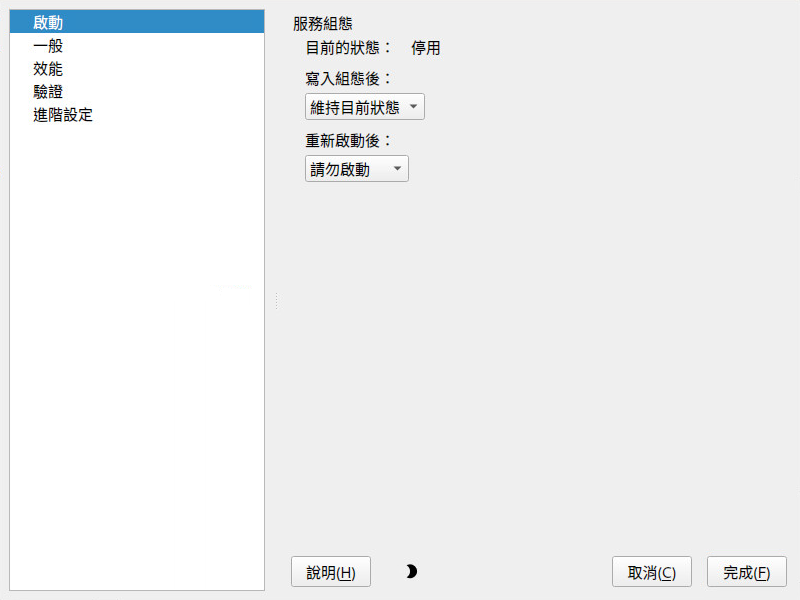 啟動
一般
效能
驗證
進階設定
服務組態
目前的狀態： 停用
寫入組態後：
維持目前狀態
重新啟動後：
請勿啟動
說明(H)
取消(C)
完成(F)